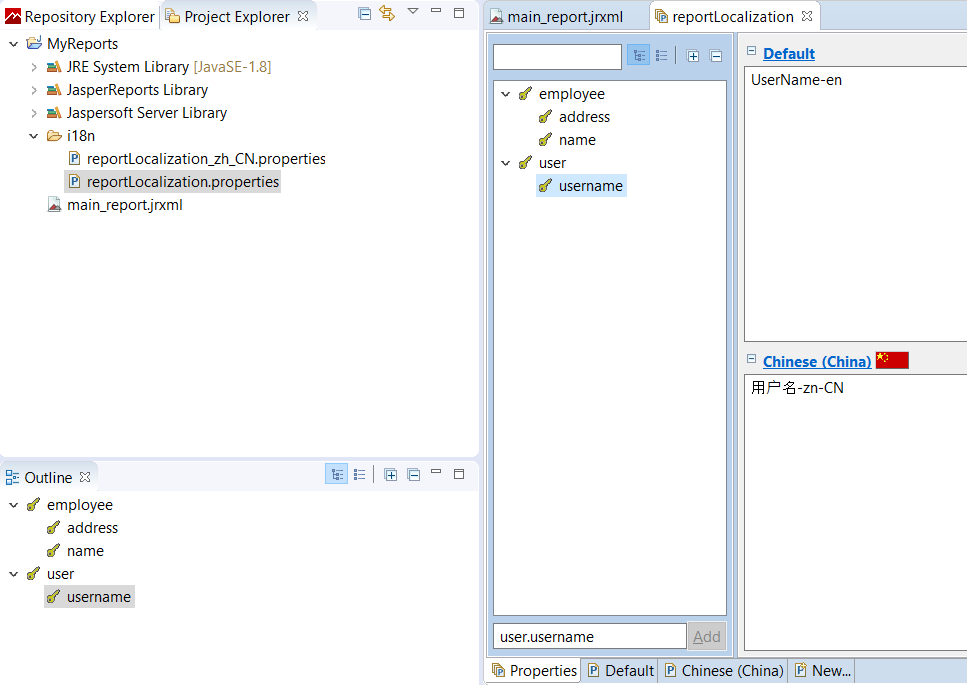 Repository Explorer
Project Explorer
MyReports
JRE System Library [JavaSE-1.8]
JasperReports Library
Jaspersoft Server Library
i18n
reportLocalization_zh_CN.properties
reportLocalization.properties
main_report.jrxml
Outline
employee
address
name
user
username
main_report.jrxml
reportLocalization
employee
address
name
user
username
user.username
Add
Default
UserName-en
Chinese (China)
用户名-zn-CN
Properties
Default
Chinese (China)
New...